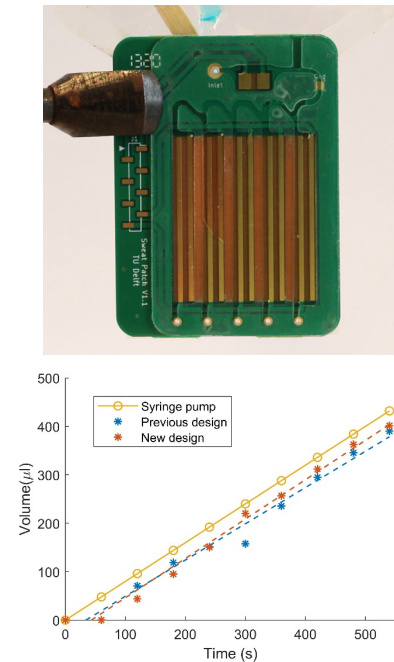 1320
Inlet
Sweat Patch V1.1
TU Delft
500
400
300
200
100
0
Volume(µl)
Syringe pump
Previous design
New design
0
100
200
300
400
500
Time (s)